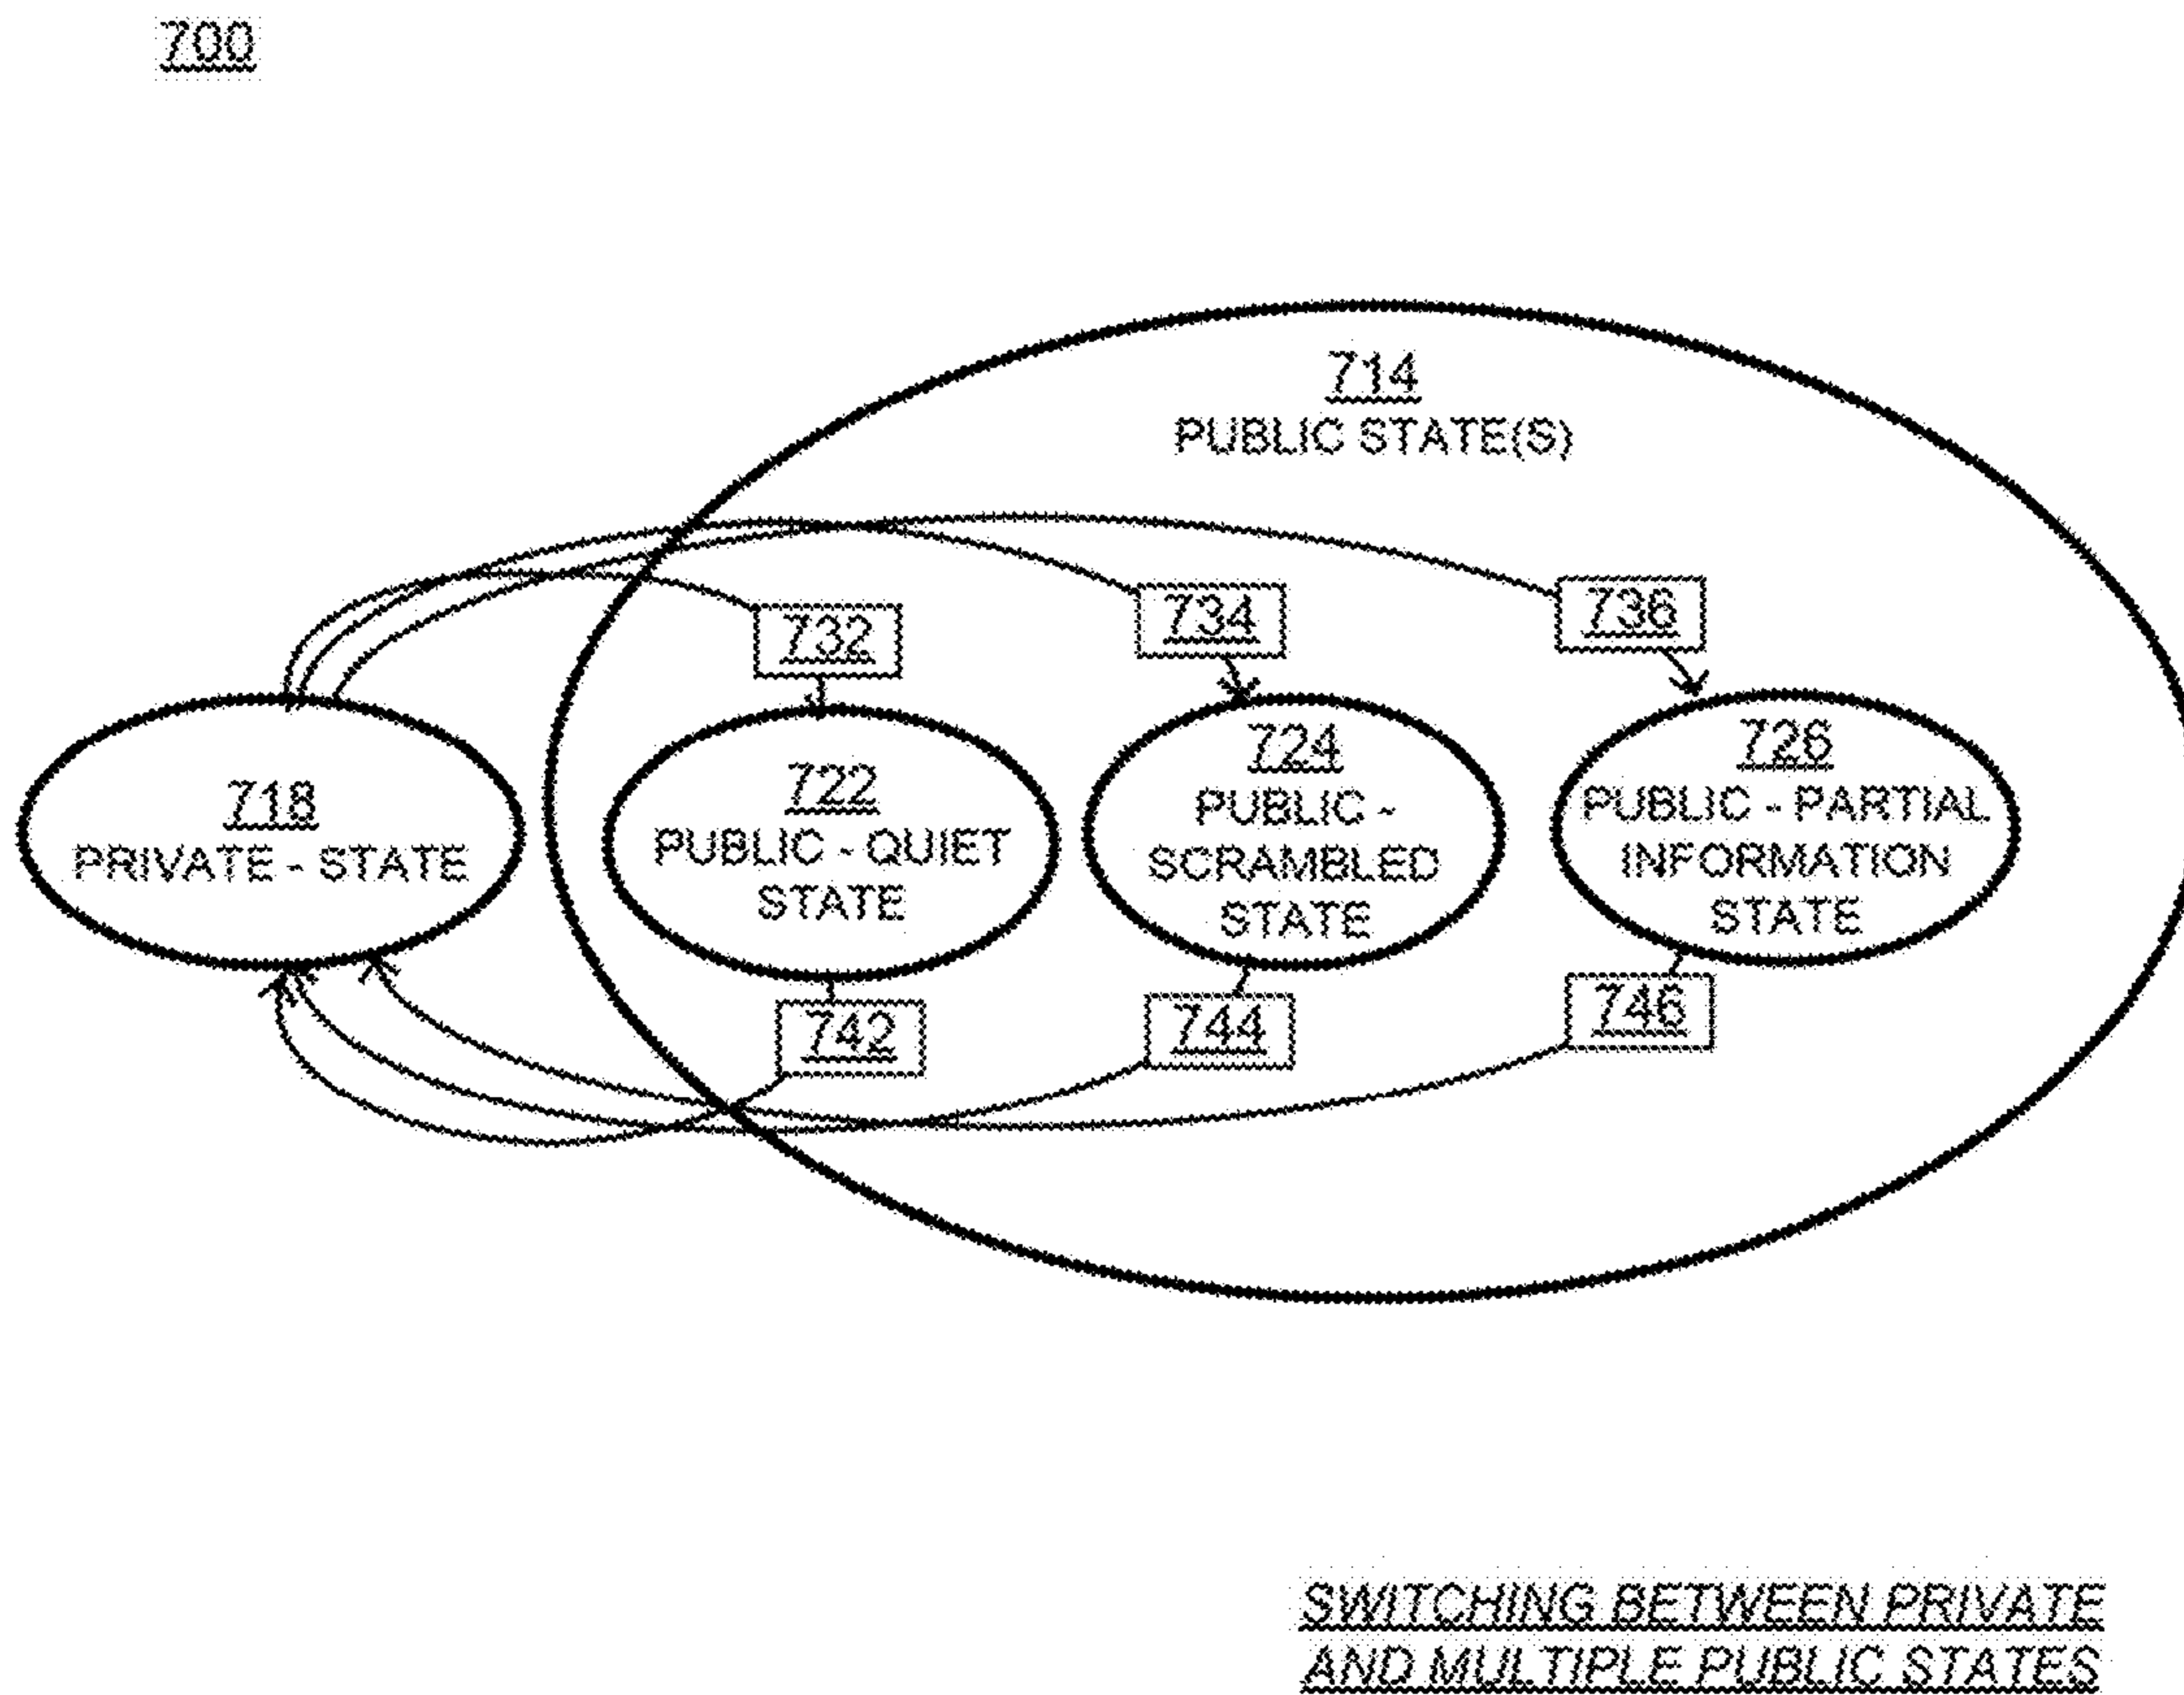 700
714
PUBLIC STATE(S)
732
734
736
718
PRIVATE - STATE
722
PUBLIC - QUIET
STATE
724
PUBLIC -
SCRAMBLED
STATE
726
PUBLIC - PARTIAL
INFORMATION
STATE
742
744
746
SWITCHING BETWEEN PRIVATE
AND MULTIPLE PUBLIC STATES